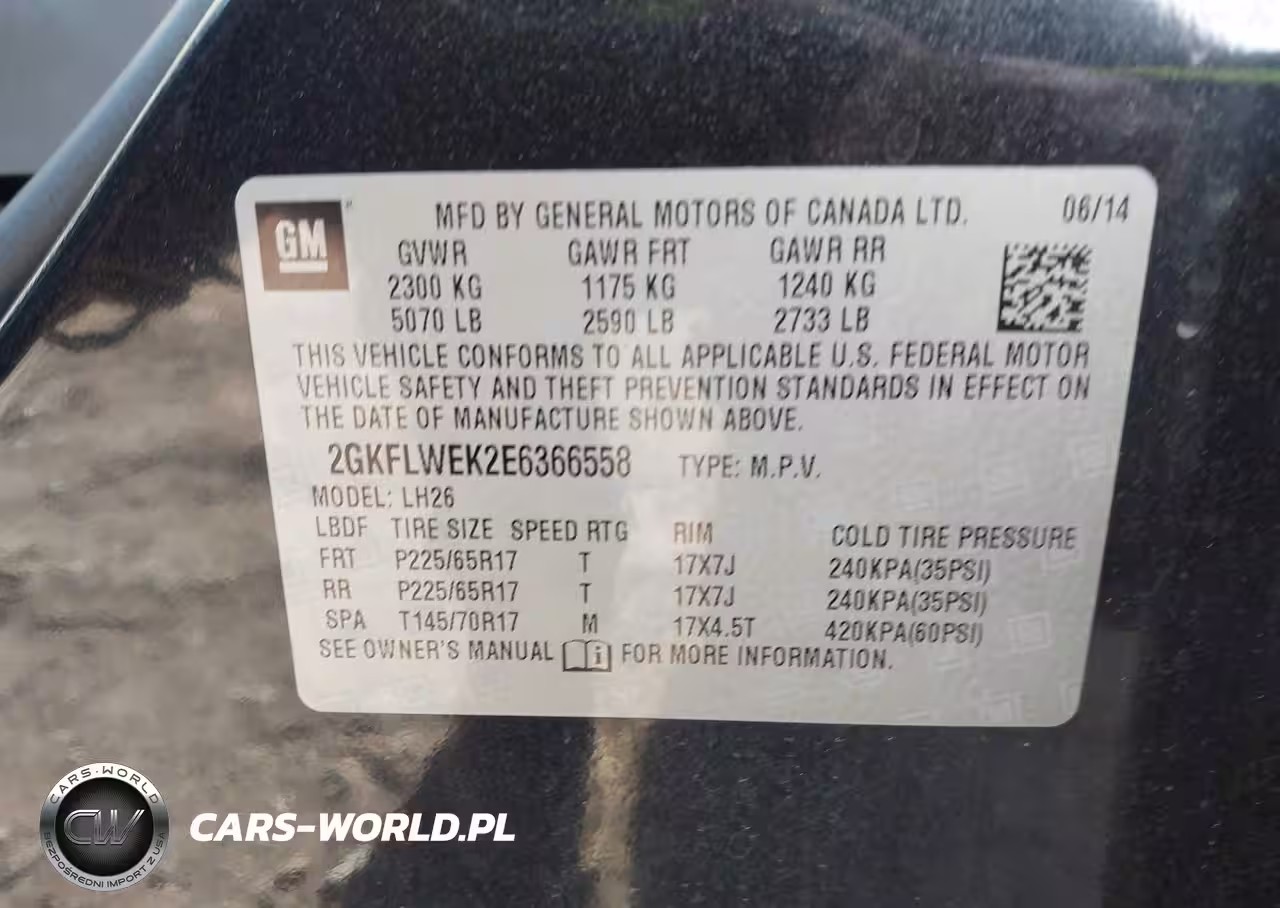 GM
MFD BY GENERAL MOTORS OF CANADA LTD. 06/14
GVWR GAWR FRT GAWR RR
2300 KG 1175 KG 1240 KG
5070 LB 2590 LB 2733 LB
THIS VEHICLE CONFORMS TO ALL APPLICABLE U.S. FEDERAL MOTOR
VEHICLE SAFETY AND THEFT PREVENTION STANDARDS IN EFFECT ON
THE DATE OF MANUFACTURE SHOWN ABOVE.
2GKFLWEK2E6366558 TYPE: M.P.V.
MODEL: LH26
LBDF TIRE SIZE SPEED RTG RIM COLD TIRE PRESSURE
FRT P225/65R17 T 17X7J 240KPA(35PSI)
RR P225/65R17 T 17X7J 240KPA(35PSI)
SPA T145/70R17 M 17X4.5T 420KPA(60PSI)
SEE OWNER'S MANUAL FOR MORE INFORMATION.
CARS-WORLD
CW
BEZPOŚREDNI IMPORT Z USA
CARS-WORLD.PL